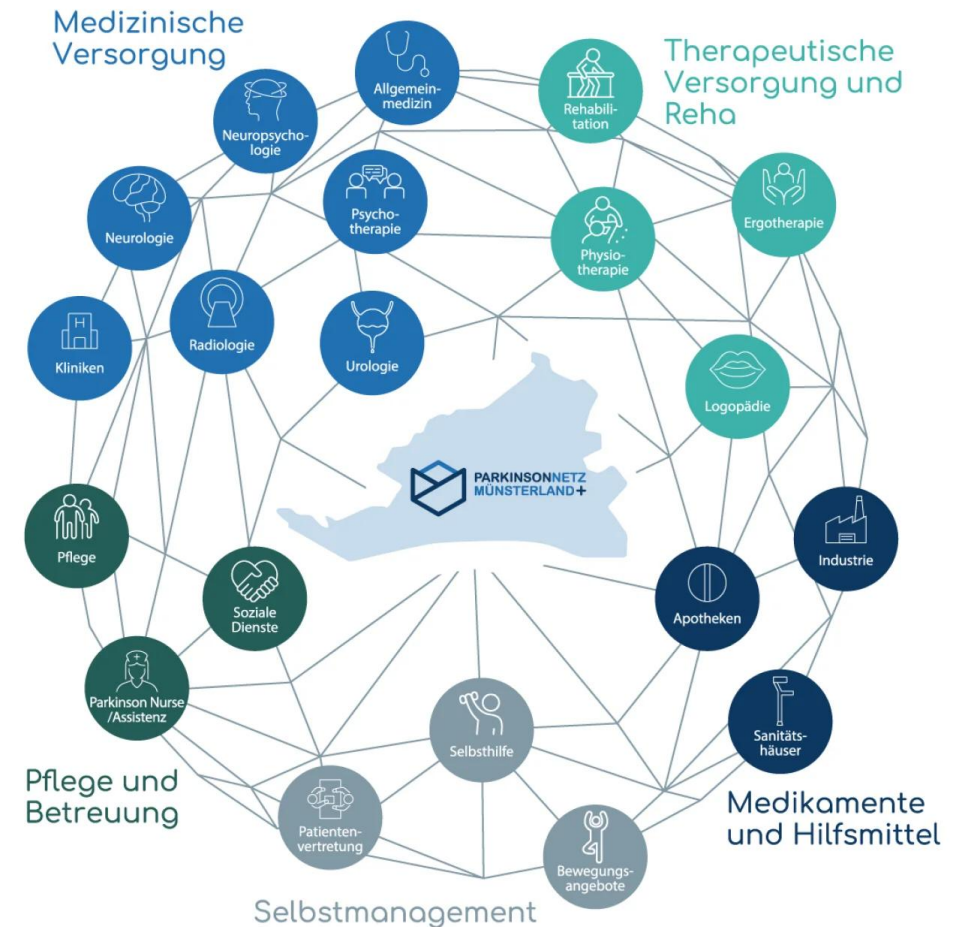 Medizinische
Versorgung
Allgemein-
medizin
Neuropsycho-
logie
Psycho-
therapie
Neurologie
Radiologie
Kliniken
H
Urologie
Therapeutische
Versorgung und
Reha
Rehabili-
tation
Ergotherapie
Physio-
therapie
Logopädie
PARKINSONNETZ
MÜNSTERLAND+
Pflege
Soziale
Dienste
Parkinson Nurse
/Assistenz
Pflege und
Betreuung
Industrie
Apotheken
Sanitäts-
häuser
Medikamente
und Hilfsmittel
Selbsthilfe
Patienten-
vertretung
Bewegungs-
angebote
Selbstmanagement